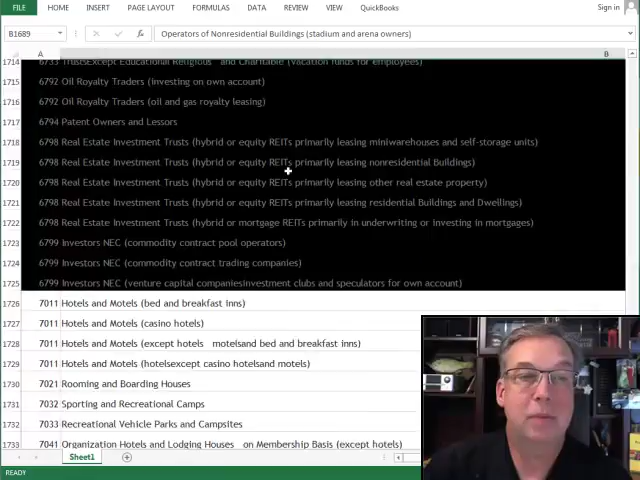 FILE HOME INSERT PAGE LAYOUT FORMULAS DATA REVIEW VIEW QuickBooks Sign in
B1689 fx Operators of Nonresidential Buildings (stadium and arena owners)
A B
1714 6733 TrustsExcept Educational Religious and Charitable (vacation funds for employees)
1715 6792 Oil Royalty Traders (investing on own account)
1716 6792 Oil Royalty Traders (oil and gas royalty leasing)
1717 6794 Patent Owners and Lessors
1718 6798 Real Estate Investment Trusts (hybrid or equity REITs primarily leasing miniwarehouses and self-storage units)
1719 6798 Real Estate Investment Trusts (hybrid or equity REITs primarily leasing nonresidential Buildings)
1720 6798 Real Estate Investment Trusts (hybrid or equity REITs primarily leasing other real estate property)
1721 6798 Real Estate Investment Trusts (hybrid or equity REITs primarily leasing residential Buildings and Dwellings)
1722 6798 Real Estate Investment Trusts (hybrid or mortgage REITs primarily in underwriting or investing in mortgages)
1723 6799 Investors NEC (commodity contract pool operators)
1724 6799 Investors NEC (commodity contract trading companies)
1725 6799 Investors NEC (venture capital companiesinvestment clubs and speculators for own account)
1726 7011 Hotels and Motels (bed and breakfast inns)
1727 7011 Hotels and Motels (casino hotels)
1728 7011 Hotels and Motels (except hotels motelsand bed and breakfast inns)
1729 7011 Hotels and Motels (hotelsexcept casino hotelsand motels)
1730 7021 Rooming and Boarding Houses
1731 7032 Sporting and Recreational Camps
1732 7033 Recreational Vehicle Parks and Campsites
1733 7041 Organization Hotels and Lodging Houses on Membership Basis (except hotels)
Sheet1
READY